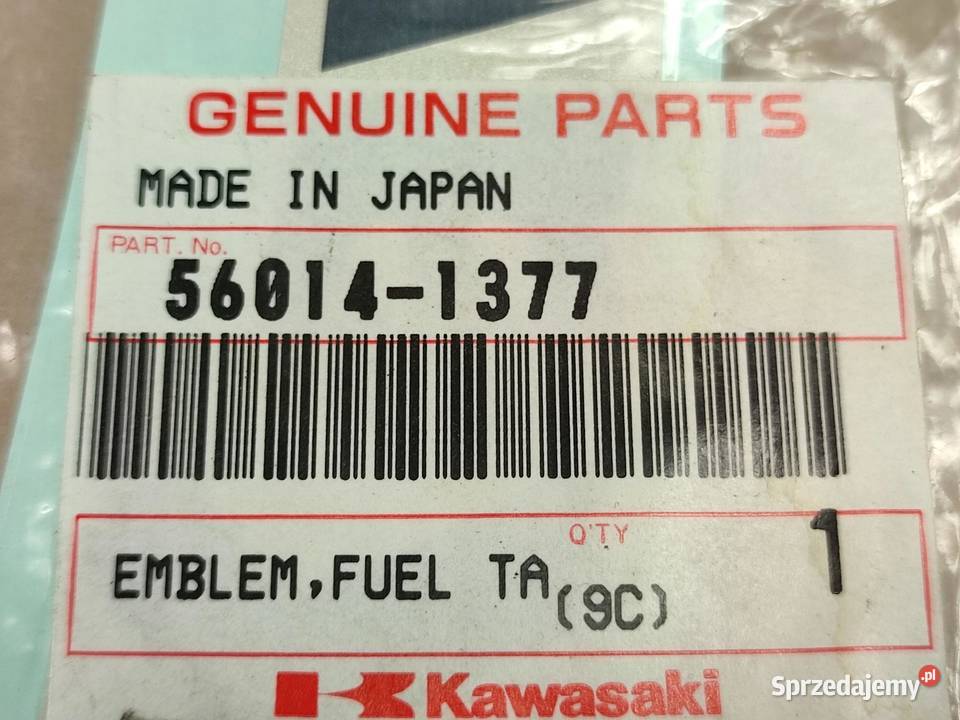 GENUINE PARTS
MADE IN JAPAN
PART. No.
56014-1377
Q'TY
1
EMBLEM,FUEL TA(9C)
Kawasaki
Sprzedajemy.pl